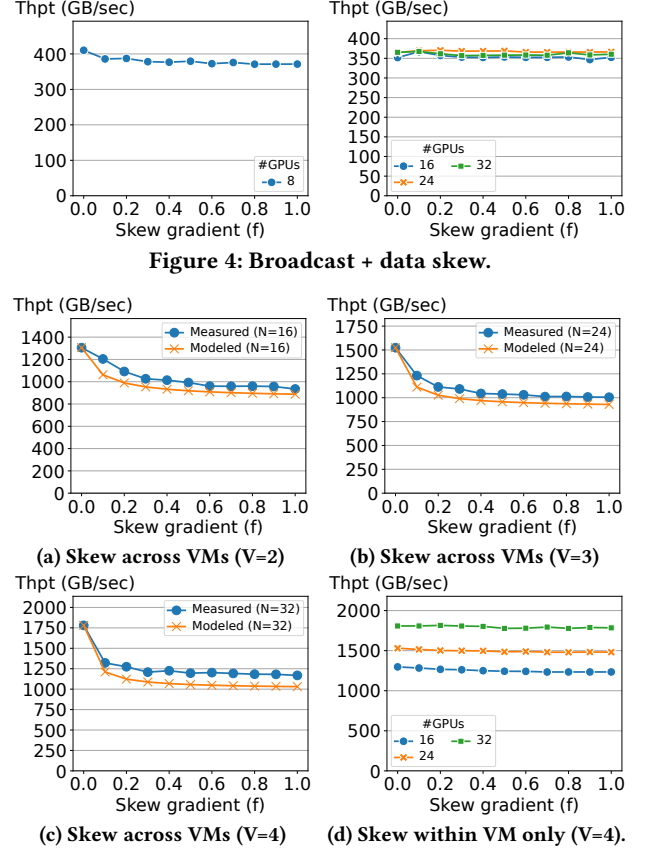 Thpt (GB/sec)
400
300
200
100
0
0.0 0.2 0.4 0.6 0.8 1.0
Skew gradient (f)
#GPUs
8
Thpt (GB/sec)
400
350
300
250
200
150
100
50
0
0.0 0.2 0.4 0.6 0.8 1.0
Skew gradient (f)
#GPUs
16 32
24
Figure 4: Broadcast + data skew.
Thpt (GB/sec)
1400
1200
1000
800
600
400
200
0
0.0 0.2 0.4 0.6 0.8 1.0
Skew gradient (f)
Measured (N=16)
Modeled (N=16)
(a) Skew across VMs (V=2)
Thpt (GB/sec)
1750
1500
1250
1000
750
500
250
0
0.0 0.2 0.4 0.6 0.8 1.0
Skew gradient (f)
Measured (N=24)
Modeled (N=24)
(b) Skew across VMs (V=3)
Thpt (GB/sec)
2000
1750
1500
1250
1000
750
500
250
0
0.0 0.2 0.4 0.6 0.8 1.0
Skew gradient (f)
Measured (N=32)
Modeled (N=32)
(c) Skew across VMs (V=4)
Thpt (GB/sec)
2000
1500
1000
500
0
0.0 0.2 0.4 0.6 0.8 1.0
Skew gradient (f)
#GPUs
16 32
24
(d) Skew within VM only (V=4).